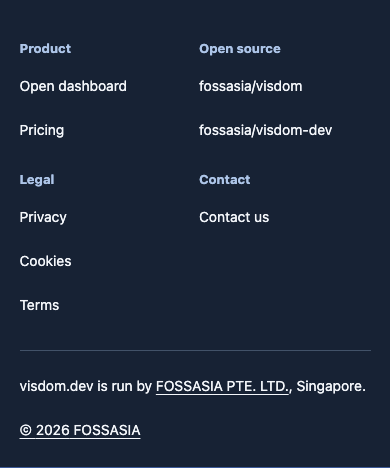 Product
Open dashboard
Pricing
Open source
fossasia/visdom
fossasia/visdom-dev
Legal
Privacy
Cookies
Terms
Contact
Contact us
visdom.dev is run by FOSSASIA PTE. LTD., Singapore.
© 2026 FOSSASIA